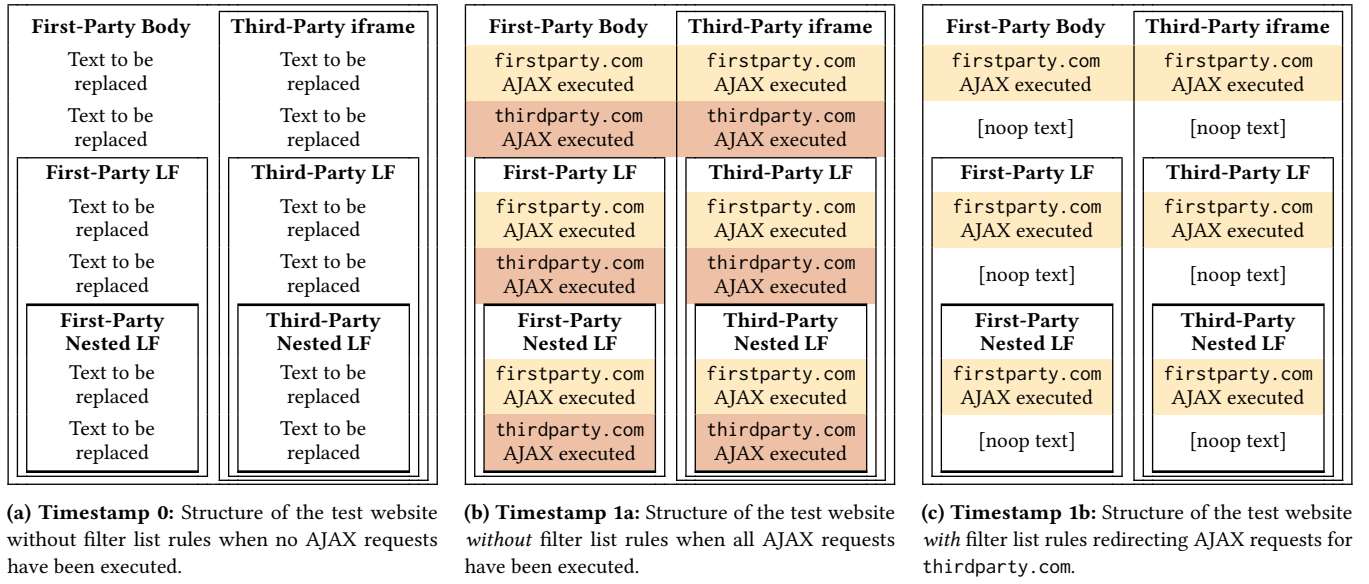 First-Party Body
Third-Party iframe
Text to be
replaced
Text to be
replaced
Text to be
replaced
Text to be
replaced
First-Party LF
Third-Party LF
Text to be
replaced
Text to be
replaced
Text to be
replaced
Text to be
replaced
First-Party
Nested LF
Third-Party
Nested LF
Text to be
replaced
Text to be
replaced
Text to be
replaced
Text to be
replaced
(a) Timestamp 0: Structure of the test website
without filter list rules when no AJAX requests
have been executed.
First-Party Body
Third-Party iframe
firstparty.com
AJAX executed
firstparty.com
AJAX executed
thirdparty.com
AJAX executed
thirdparty.com
AJAX executed
First-Party LF
Third-Party LF
firstparty.com
AJAX executed
firstparty.com
AJAX executed
thirdparty.com
AJAX executed
thirdparty.com
AJAX executed
First-Party
Nested LF
Third-Party
Nested LF
firstparty.com
AJAX executed
firstparty.com
AJAX executed
thirdparty.com
AJAX executed
thirdparty.com
AJAX executed
(b) Timestamp 1a: Structure of the test website
without filter list rules when all AJAX requests
have been executed.
First-Party Body
Third-Party iframe
firstparty.com
AJAX executed
firstparty.com
AJAX executed
[noop text]
[noop text]
First-Party LF
Third-Party LF
firstparty.com
AJAX executed
firstparty.com
AJAX executed
[noop text]
[noop text]
First-Party
Nested LF
Third-Party
Nested LF
firstparty.com
AJAX executed
firstparty.com
AJAX executed
[noop text]
[noop text]
(c) Timestamp 1b: Structure of the test website
with filter list rules redirecting AJAX requests for
thirdparty.com.